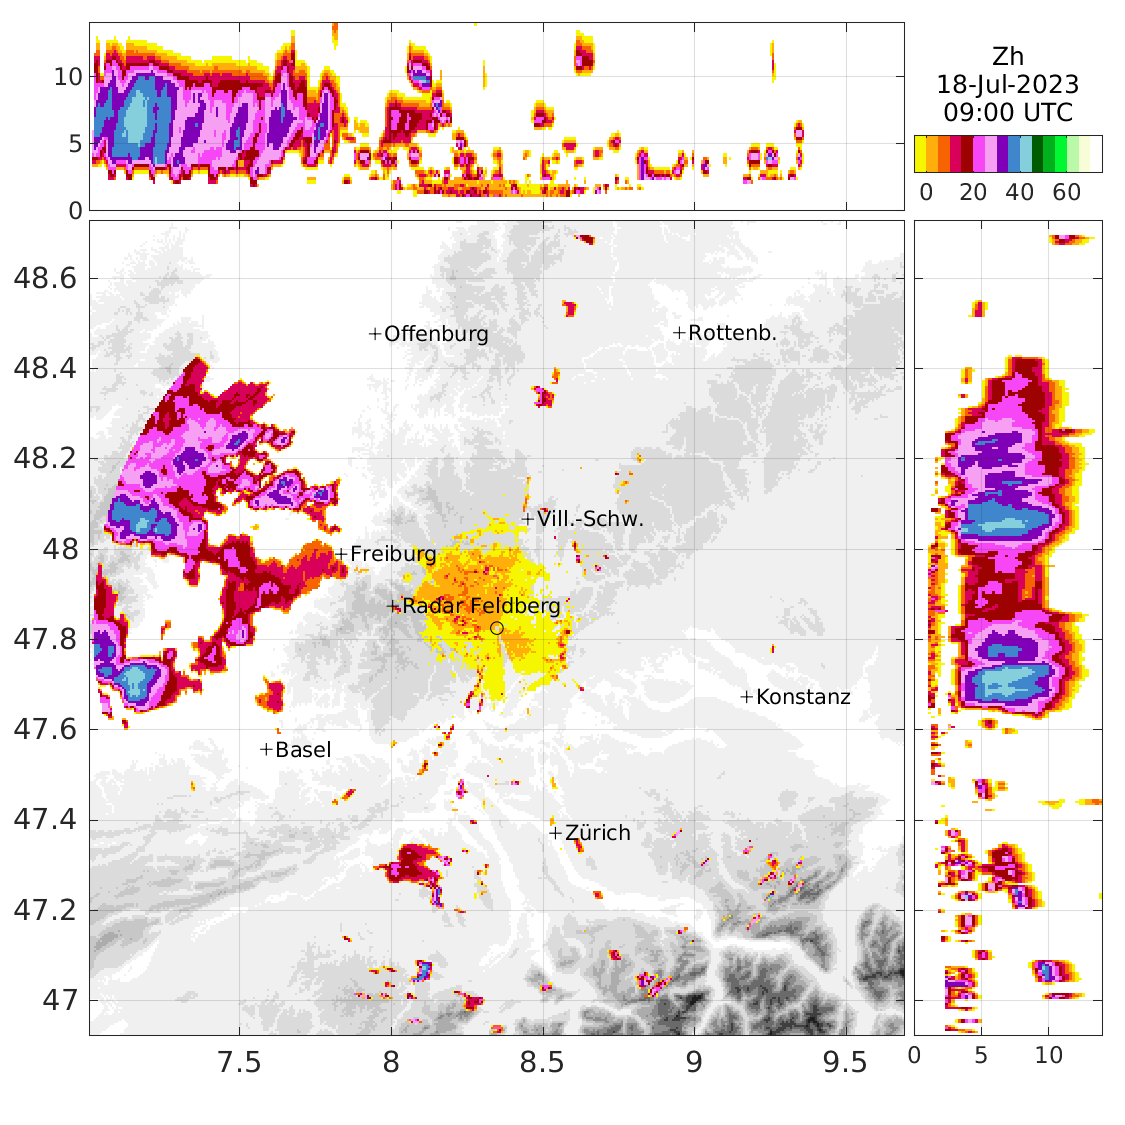 10
5
0
Zh
18-Jul-2023
09:00 UTC
0 20 40 60
48.6
48.4
48.2
48
47.8
47.6
47.4
47.2
47
+Offenburg
+Rottenb.
+Vill.-Schw.
+Freiburg
+Radar Feldberg
+Konstanz
+Basel
+Zürich
7.5 8 8.5 9 9.5
0 5 10